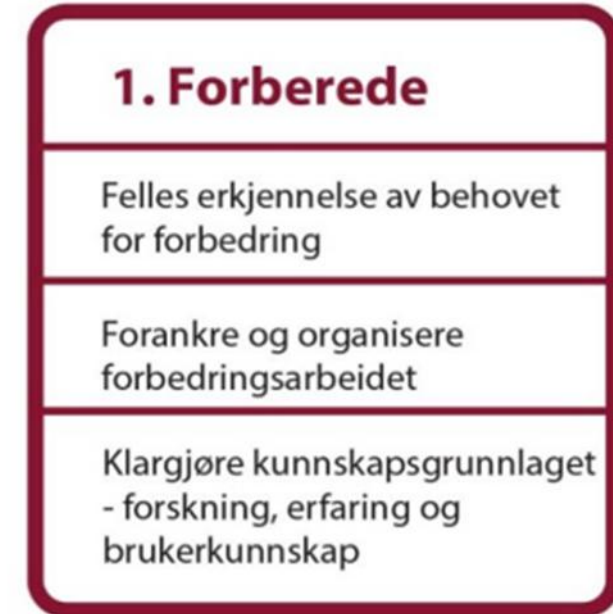 1. Forberede
Felles erkjennelse av behovet
for forbedring
Forankre og organisere
forbedringsarbeidet
Klargjøre kunnskapsgrunnlaget
- forskning, erfaring og
brukerkunnskap